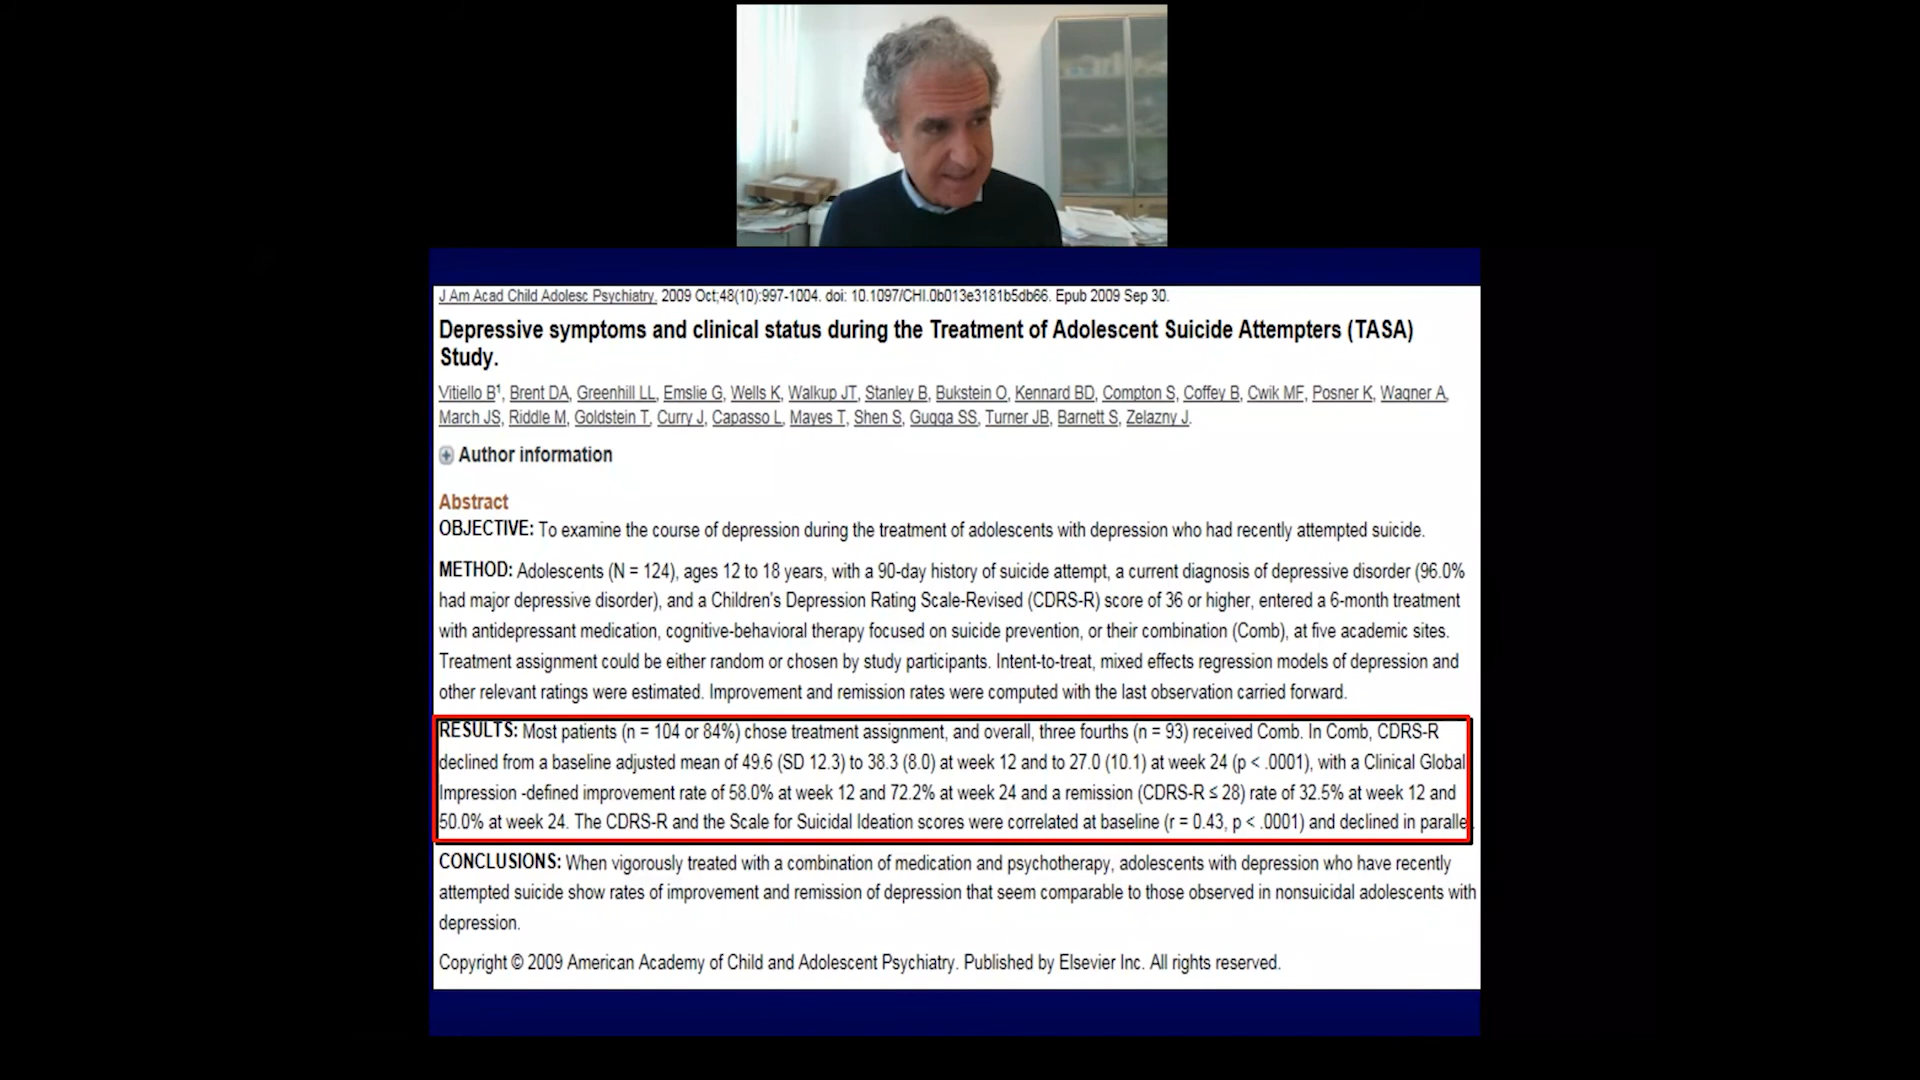 J Am Acad Child Adolesc Psychiatry. 2009 Oct;48(10):997-1004. doi: 10.1097/CHI.0b013e3181b5db66. Epub 2009 Sep 30.
Depressive symptoms and clinical status during the Treatment of Adolescent Suicide Attempters (TASA)
Study.
Vitiello B1, Brent DA, Greenhill LL, Emslie G, Wells K, Walkup JT, Stanley B, Bukstein O, Kennard BD, Compton S, Coffey B, Cwik MF, Posner K, Wagner A,
March JS, Riddle M, Goldstein T, Curry J, Capasso L, Mayes T, Shen S, Gugga SS, Turner JB, Barnett S, Zelazny J.
Author information
Abstract
OBJECTIVE: To examine the course of depression during the treatment of adolescents with depression who had recently attempted suicide.
METHOD: Adolescents (N = 124), ages 12 to 18 years, with a 90-day history of suicide attempt, a current diagnosis of depressive disorder (96.0%
had major depressive disorder), and a Children's Depression Rating Scale-Revised (CDRS-R) score of 36 or higher, entered a 6-month treatment
with antidepressant medication, cognitive-behavioral therapy focused on suicide prevention, or their combination (Comb), at five academic sites.
Treatment assignment could be either random or chosen by study participants. Intent-to-treat, mixed effects regression models of depression and
other relevant ratings were estimated. Improvement and remission rates were computed with the last observation carried forward.
RESULTS: Most patients (n = 104 or 84%) chose treatment assignment, and overall, three fourths (n = 93) received Comb. In Comb, CDRS-R
declined from a baseline adjusted mean of 49.6 (SD 12.3) to 38.3 (8.0) at week 12 and to 27.0 (10.1) at week 24 (p < .0001), with a Clinical Global
Impression -defined improvement rate of 58.0% at week 12 and 72.2% at week 24 and a remission (CDRS-R ≤ 28) rate of 32.5% at week 12 and
50.0% at week 24. The CDRS-R and the Scale for Suicidal Ideation scores were correlated at baseline (r = 0.43, p < .0001) and declined in parallel.
CONCLUSIONS: When vigorously treated with a combination of medication and psychotherapy, adolescents with depression who have recently
attempted suicide show rates of improvement and remission of depression that seem comparable to those observed in nonsuicidal adolescents with
depression.
Copyright © 2009 American Academy of Child and Adolescent Psychiatry. Published by Elsevier Inc. All rights reserved.